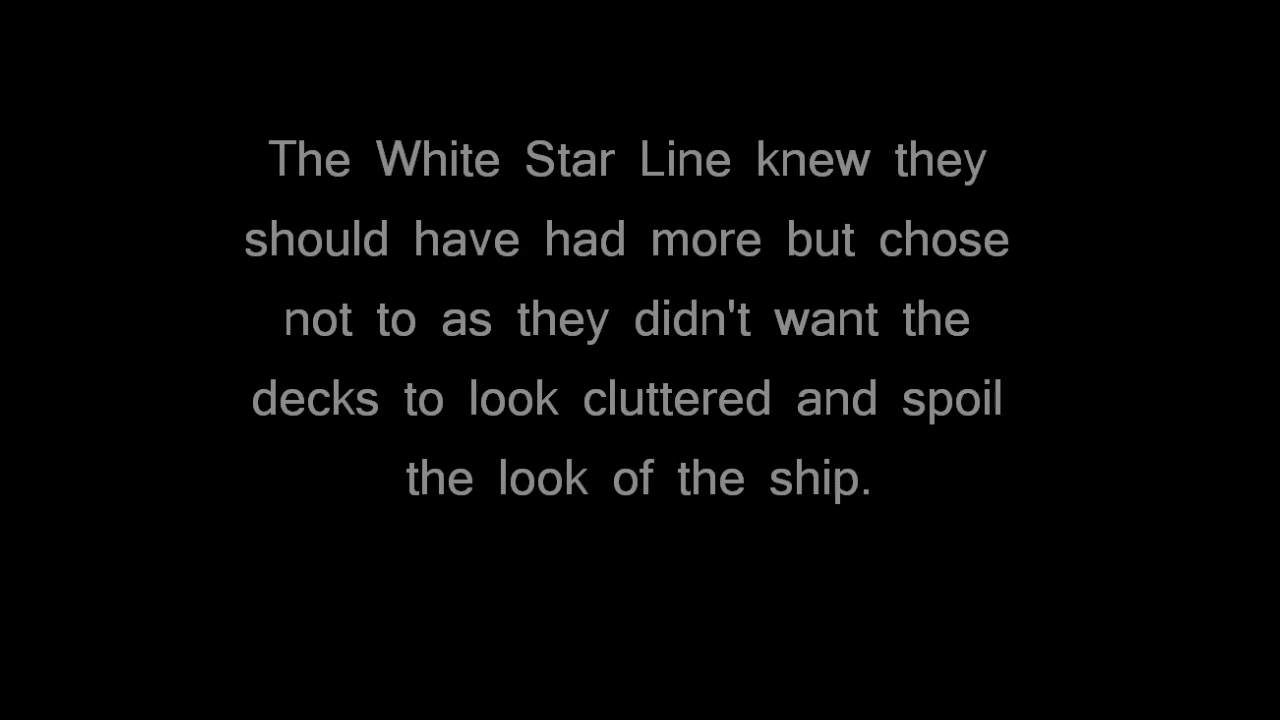 The White Star Line knew they
should have had more but chose
not to as they didn't want the
decks to look cluttered and spoil
the look of the ship.